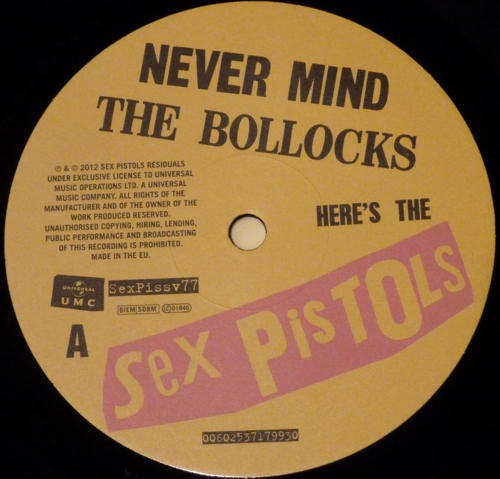 NEVER MIND
THE BOLLOCKS
HERE'S THE
SEX PISTOLS
℗ & © 2012 SEX PISTOLS RESIDUALS
UNDER EXCLUSIVE LICENSE TO UNIVERSAL
MUSIC OPERATIONS LTD. A UNIVERSAL
MUSIC COMPANY. ALL RIGHTS OF THE
MANUFACTURER AND OF THE OWNER OF THE
WORK PRODUCED RESERVED.
UNAUTHORISED COPYING, HIRING, LENDING,
PUBLIC PERFORMANCE AND BROADCASTING
OF THIS RECORDING IS PROHIBITED.
MADE IN THE EU.
UNIVERSAL
UMC
SexPissv77
BIEM/SDRM
LC 01846
A
00602537179930